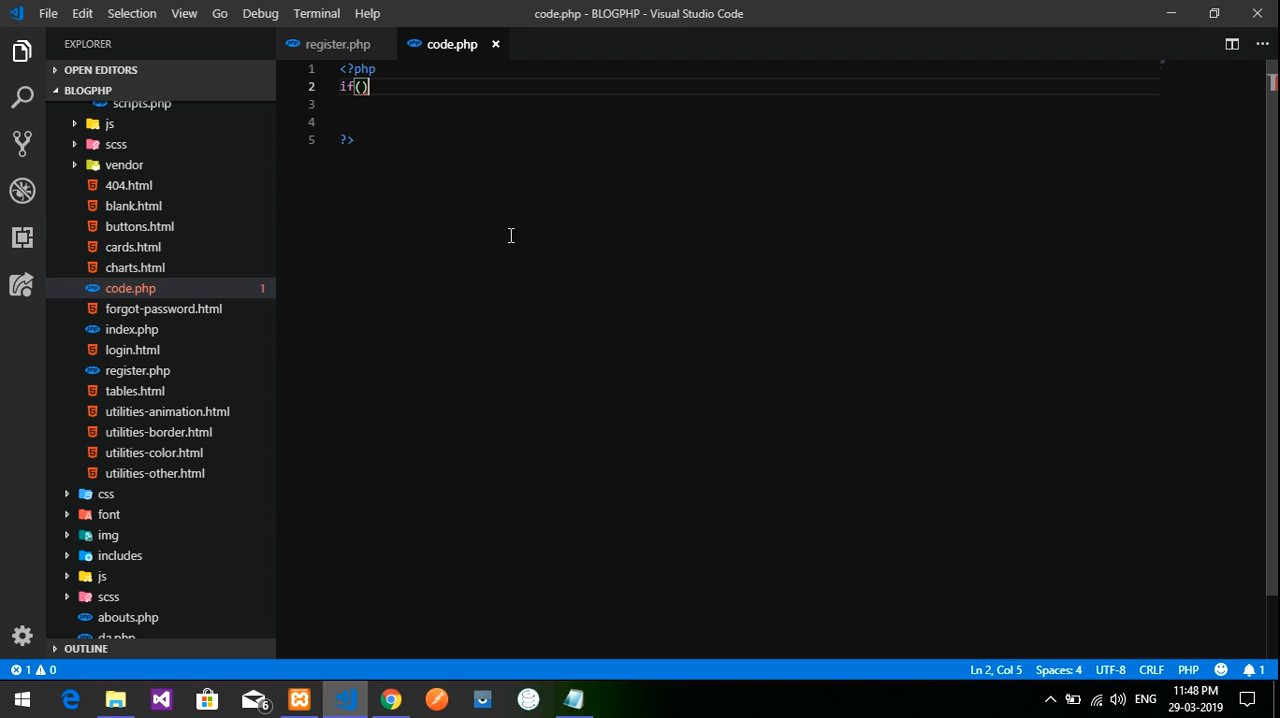 File Edit Selection View Go Debug Terminal Help
code.php - BLOGPHP - Visual Studio Code
EXPLORER
register.php
code.php
OPEN EDITORS
BLOGPHP
scripts.php
js
scss
vendor
404.html
blank.html
buttons.html
cards.html
charts.html
code.php 1
forgot-password.html
index.php
login.html
register.php
tables.html
utilities-animation.html
utilities-border.html
utilities-color.html
utilities-other.html
css
font
img
includes
js
scss
abouts.php
da.php
OUTLINE
1 <?php
2 if()
3
4
5 ?>
1 0
Ln 2, Col 5 Spaces: 4 UTF-8 CRLF PHP 1
6
ENG
11:48 PM
29-03-2019